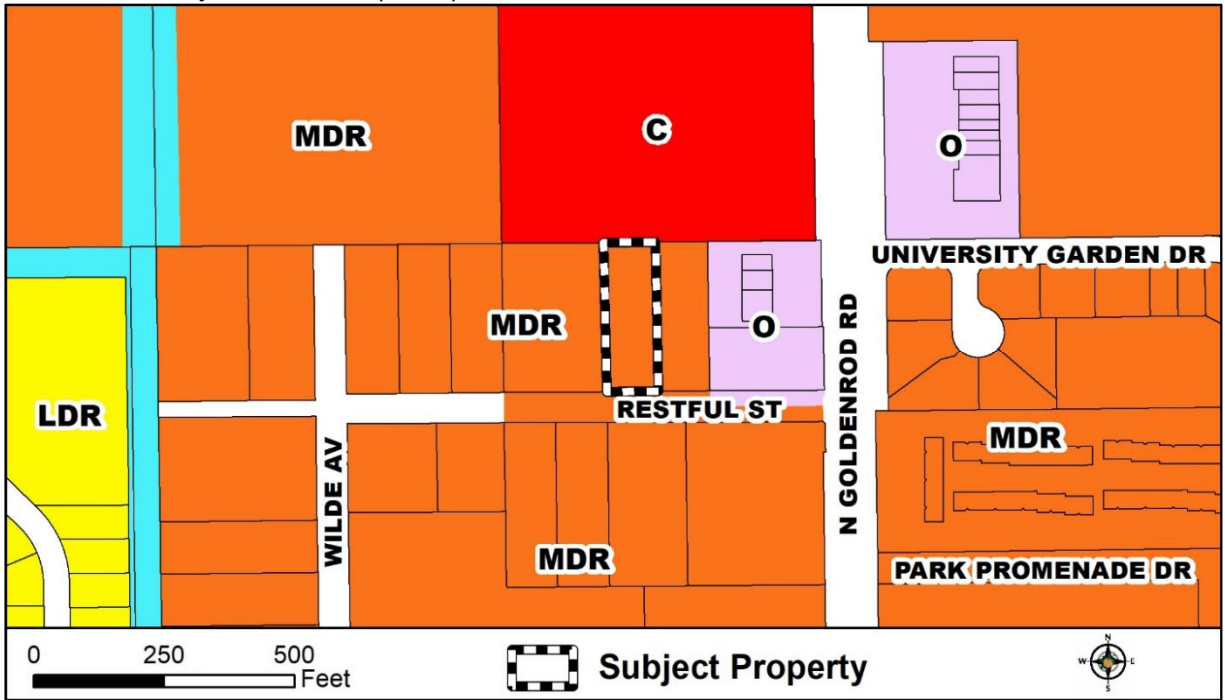 MDR
C
O
UNIVERSITY GARDEN DR
MDR
O
RESTFUL ST
LDR
MDR
WILDE AV
N GOLDENROD RD
MDR
PARK PROMENADE DR
0 250 500
Feet
Subject Property
N
W E
S